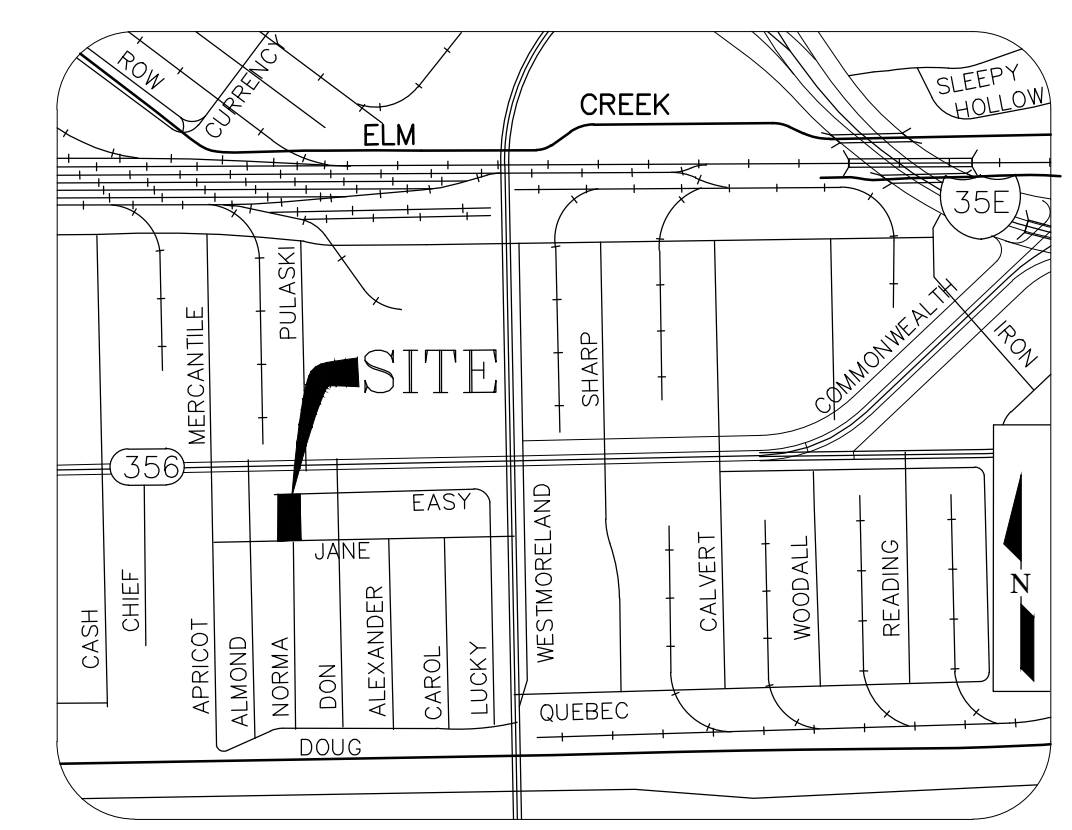 ROW
CURRENCY
ELM
CREEK
SLEEPY
HOLLOW
35E
PULASKI
MERCANTILE
SITE
SHARP
COMMONWEALTH
IRON
356
EASY
JANE
WESTMORELAND
CALVERT
WOODALL
READING
N
CASH
CHIEF
APRICOT
ALMOND
NORMA
DON
ALEXANDER
CAROL
LUCKY
QUEBEC
DOUG